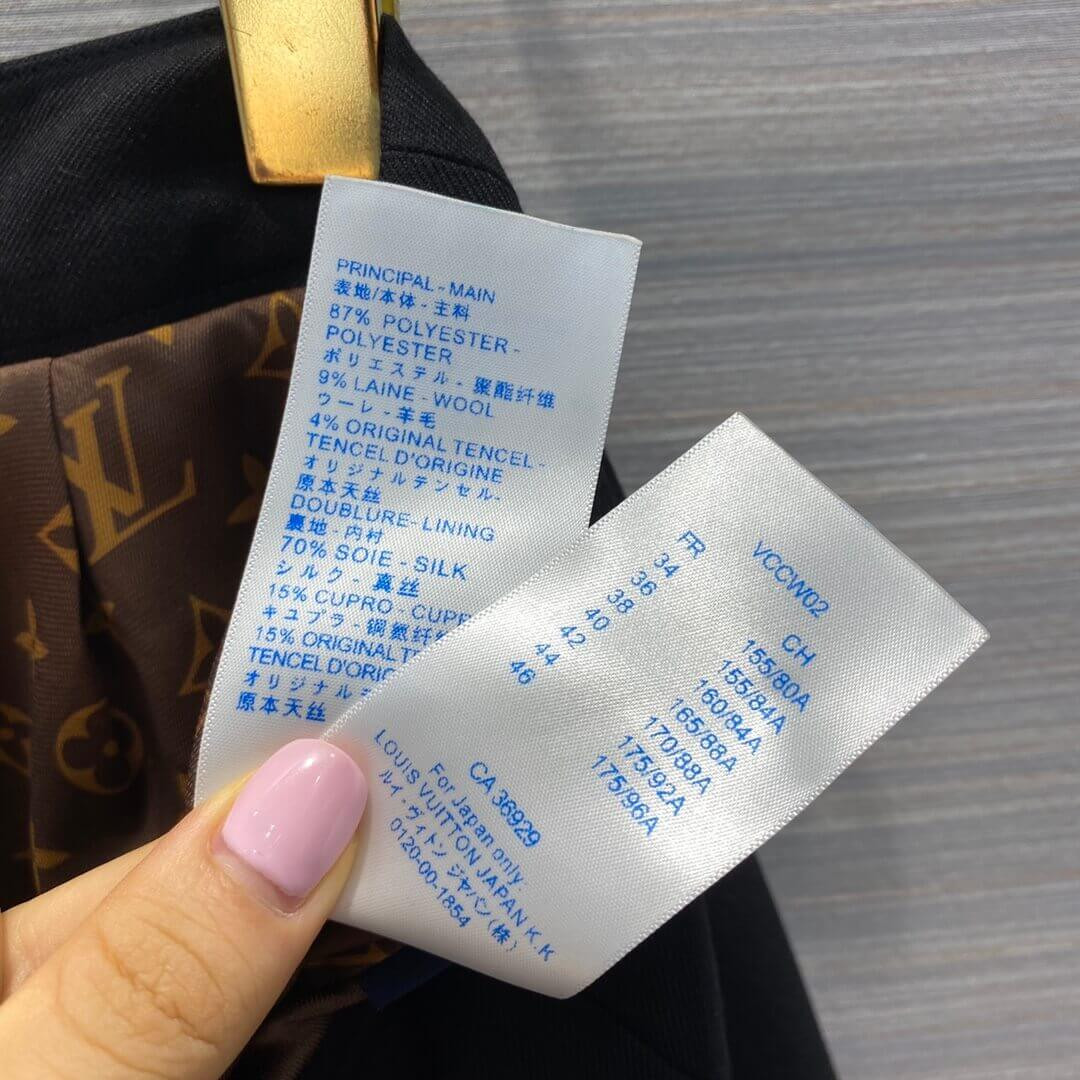 PRINCIPAL - MAIN
表地/本体 - 主料
87% POLYESTER -
POLYESTER
ポリエステル - 聚酯纤维
9% LAINE - WOOL
ウーレ - 羊毛
4% ORIGINAL TENCEL -
TENCEL D'ORIGINE
オリジナルテンセル-
原本天丝
DOUBLURE- LINING
裏地 - 内村
70% SOIE - SILK
シルク - 真丝
15% CUPRO - CUP
キュプラ - 铜氨纤
15% ORIGINAL
TENCEL D'ORIG
オリジナル
原本天丝
VCCW02
FR CH
34 155/80A
36 155/84A
38 160/84A
40 165/88A
42 170/88A
44 175/92A
46 175/96A
CA 36929
For Japan only:
LOUIS VUITTON JAPAN K.K
ルイ・ヴィトン ジャパン(株)
0120-00-1854
LV